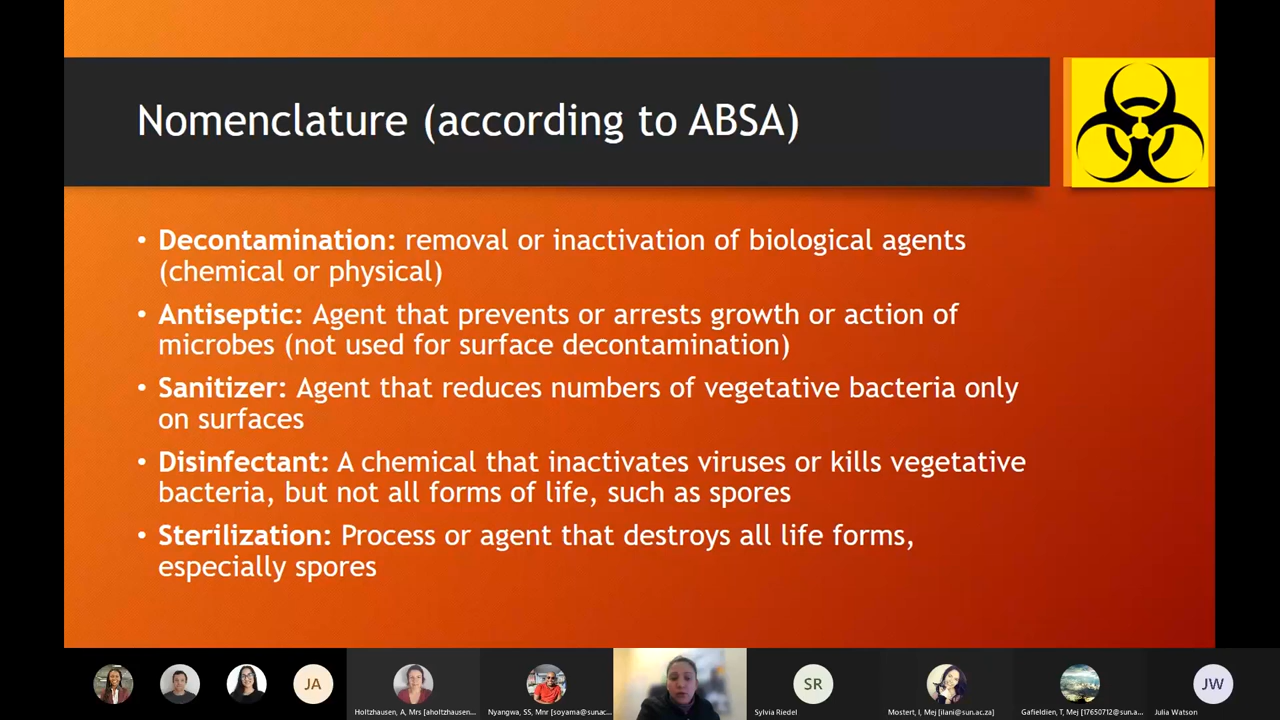 Nomenclature (according to ABSA)
• Decontamination: removal or inactivation of biological agents
(chemical or physical)
• Antiseptic: Agent that prevents or arrests growth or action of
microbes (not used for surface decontamination)
• Sanitizer: Agent that reduces numbers of vegetative bacteria only
on surfaces
• Disinfectant: A chemical that inactivates viruses or kills vegetative
bacteria, but not all forms of life, such as spores
• Sterilization: Process or agent that destroys all life forms,
especially spores
JA
SR
JW
Holtzhausen, A, Mrs [aholtzhausen...
Nyangwa, SS, Mnr [soyama@sunac...
Sylvia Riedel
Mostert, I, Mej [ilani@sun.ac.za]
Gafieldien, T, Mej [17650712@sun.a...
Julia Watson